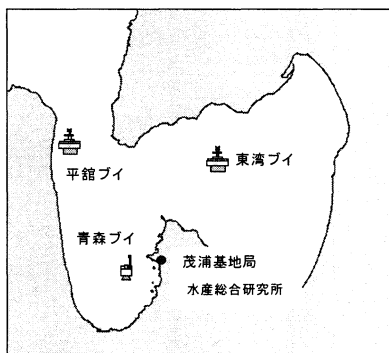 平舘ブイ
東湾ブイ
青森ブイ
茂浦基地局
水産総合研究所